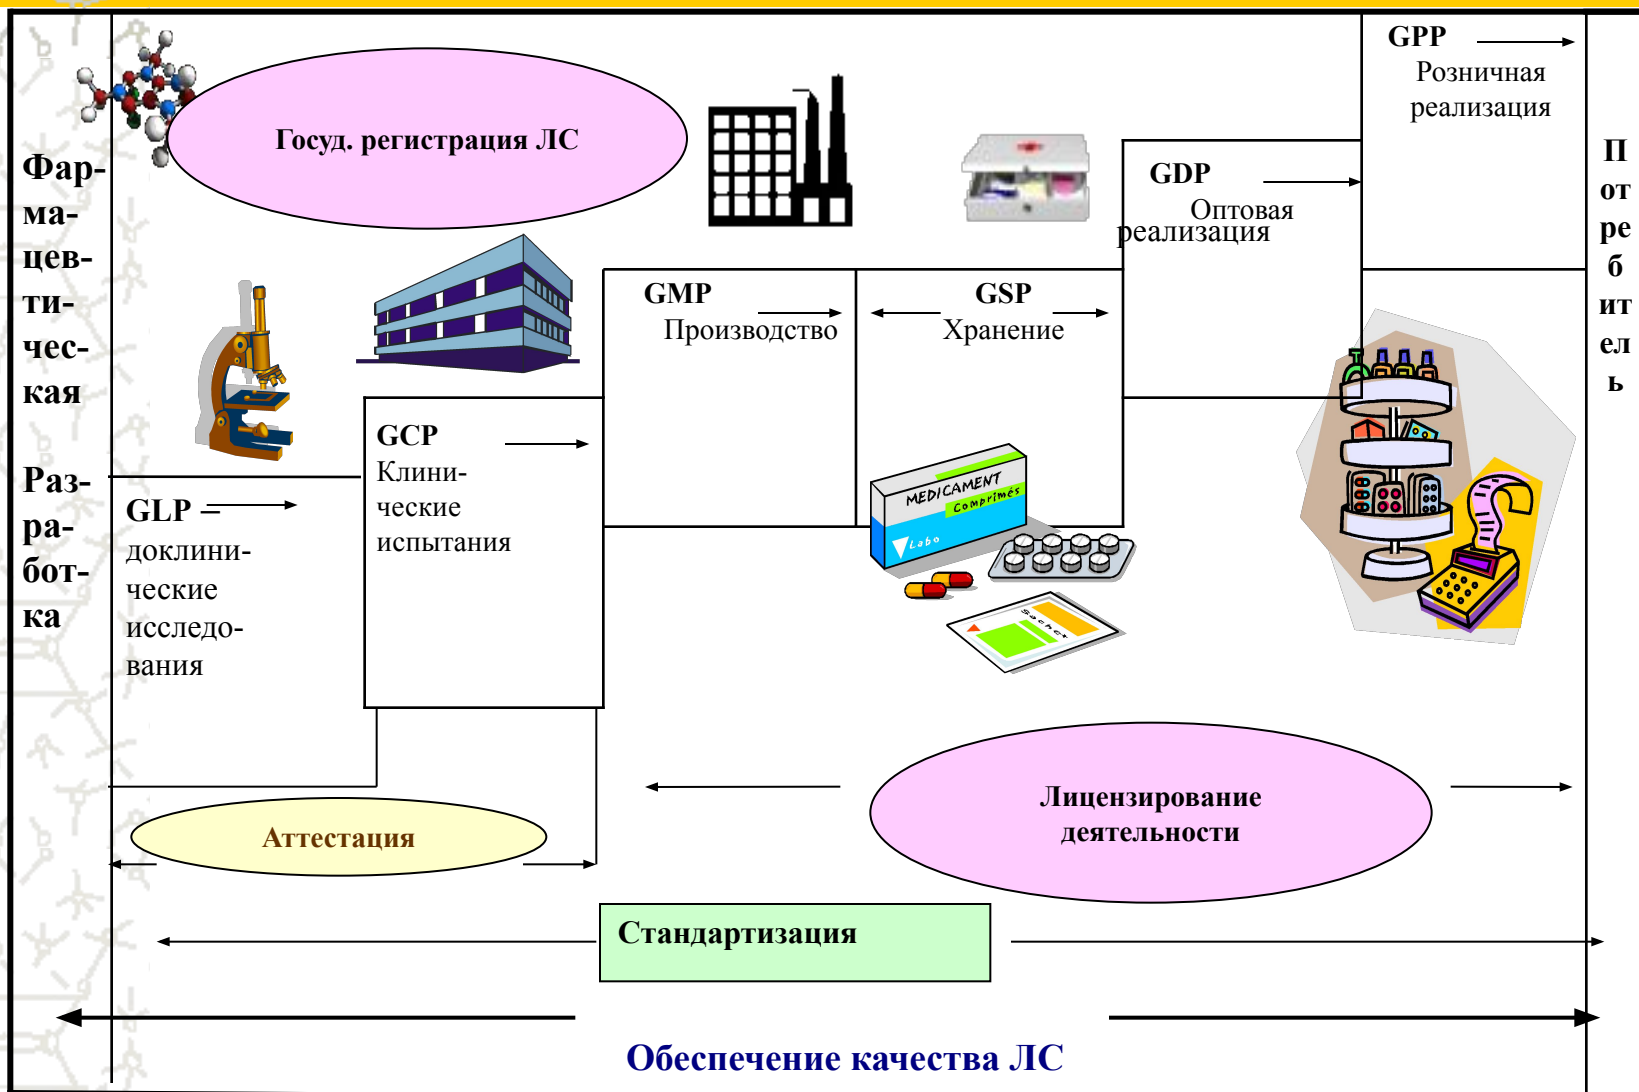 Фар-
ма-
цев-
ти-
чес-
кая
Раз-
ра-
бот-
ка
Госуд. регистрация ЛС
GLP –
доклини-
ческие
исследо-
вания
GCP
Клини-
ческие
испытания
GMP
Производство
GSP
Хранение
GDP
Оптовая
реализация
GPP
Розничная
реализация
П
от
ре
б
ит
ел
ь
MEDICAMENT
Comprimés
Labo
Sachet
Аттестация
Лицензирование
деятельности
Стандартизация
Обеспечение качества ЛС